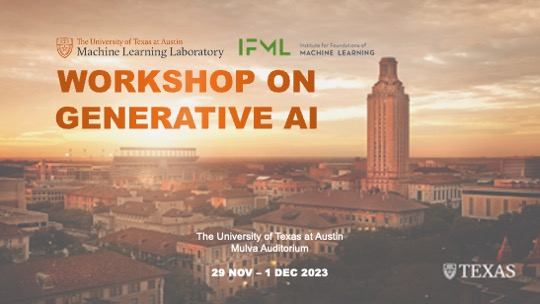 The University of Texas at Austin
Machine Learning Laboratory
IFML
Institute for Foundations of
MACHINE LEARNING
WORKSHOP ON
GENERATIVE AI
The University of Texas at Austin
Mulva Auditorium
29 NOV – 1 DEC 2023
TEXAS